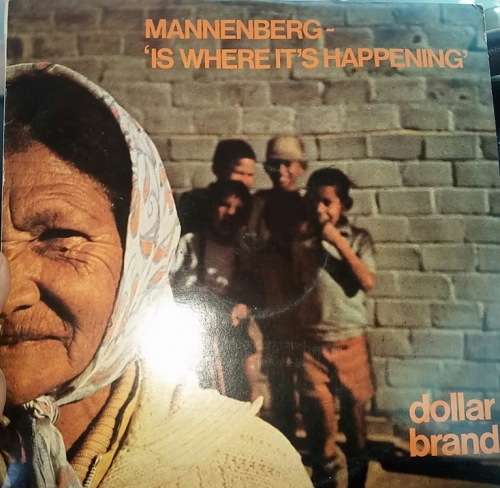 MANNENBERG~
'IS WHERE IT'S HAPPENING'
dollar
brand